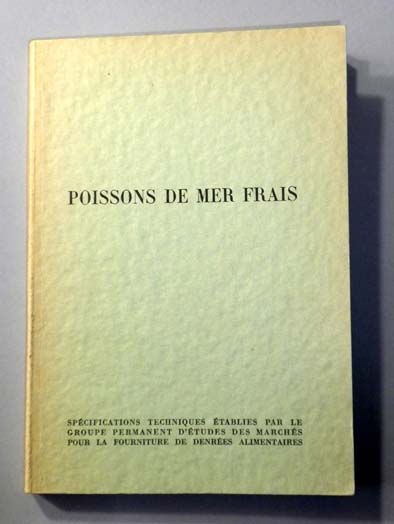 POISSONS DE MER FRAIS
SPÉCIFICATIONS TECHNIQUES ÉTABLIES PAR LE
GROUPE PERMANENT D'ÉTUDES DES MARCHÉS
POUR LA FOURNITURE DE DENRÉES ALIMENTAIRES